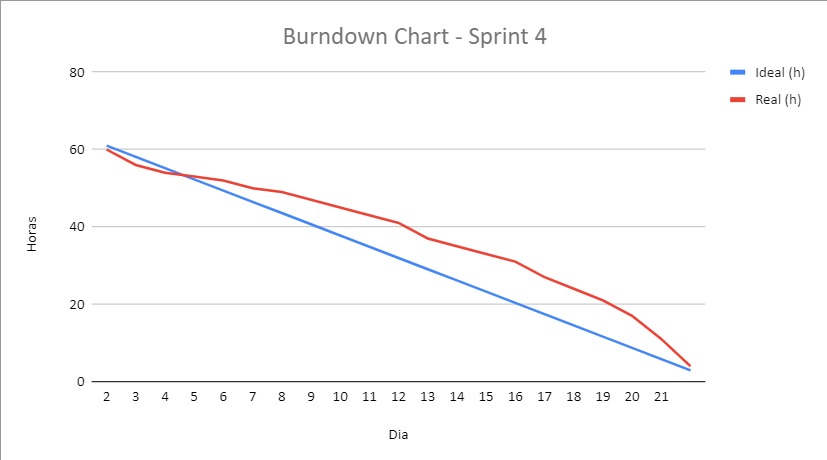 Burndown Chart - Sprint 4
Ideal (h)
Real (h)
80
60
40
20
0
Horas
2 3 4 5 6 7 8 9 10 11 12 13 14 15 16 17 18 19 20 21
Dia